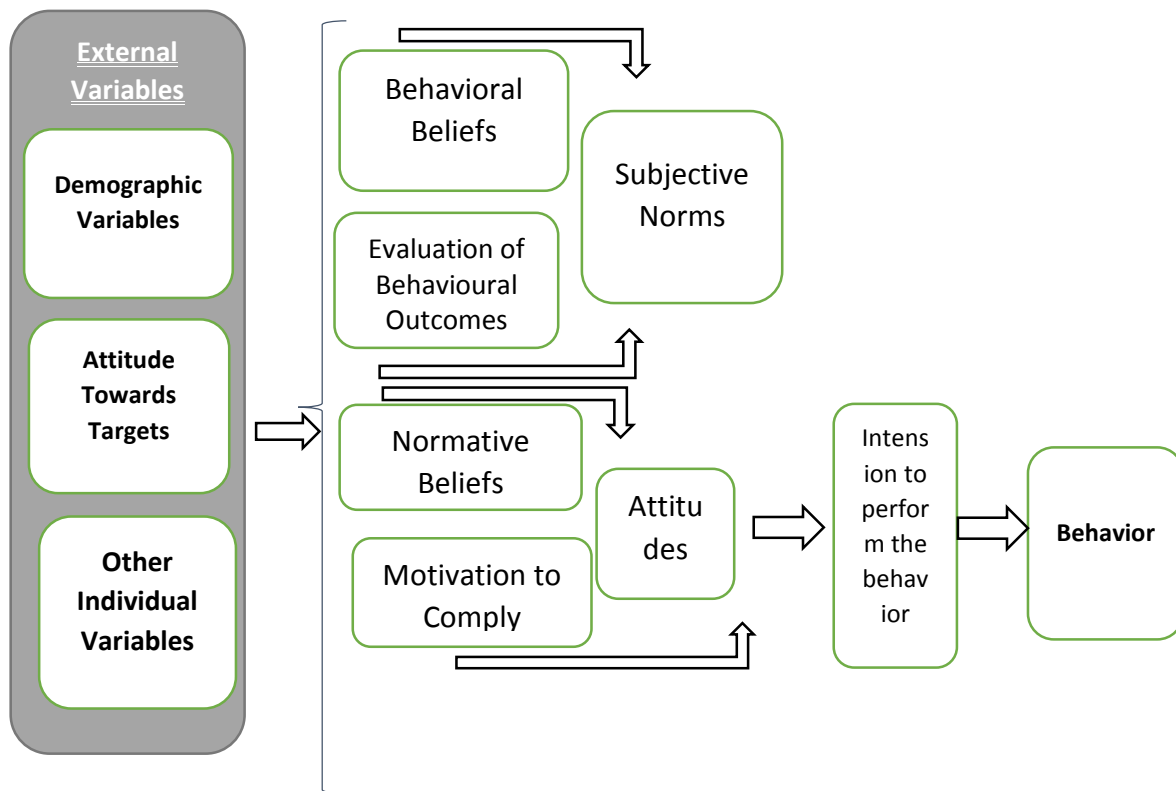 External
Variables
Demographic
Variables
Attitude
Towards
Targets
Other
Individual
Variables
Behavioral
Beliefs
Evaluation of
Behavioural
Outcomes
Subjective
Norms
Normative
Beliefs
Motivation to
Comply
Attitu
des
Intens
ion to
perfor
m the
behav
ior
Behavior